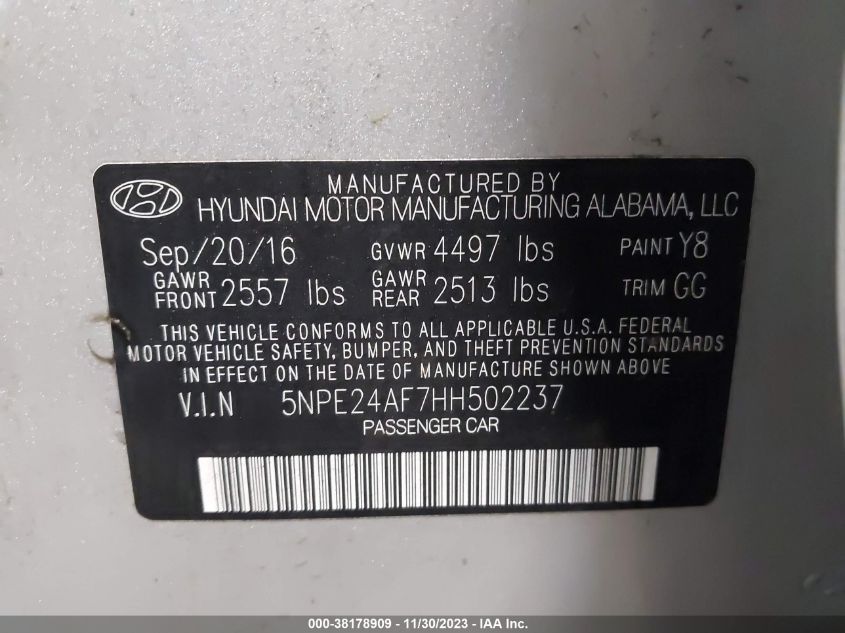 MANUFACTURED BY
HYUNDAI MOTOR MANUFACTURING ALABAMA, LLC
Sep/20/16 GVWR 4497 lbs PAINT Y8
GAWR FRONT 2557 lbs GAWR REAR 2513 lbs TRIM GG
THIS VEHICLE CONFORMS TO ALL APPLICABLE U.S.A. FEDERAL
MOTOR VEHICLE SAFETY, BUMPER, AND THEFT PREVENTION STANDARDS
IN EFFECT ON THE DATE OF MANUFACTURE SHOWN ABOVE
V.I.N 5NPE24AF7HH502237
PASSENGER CAR
000-38178909 - 11/30/2023 - IAA Inc.